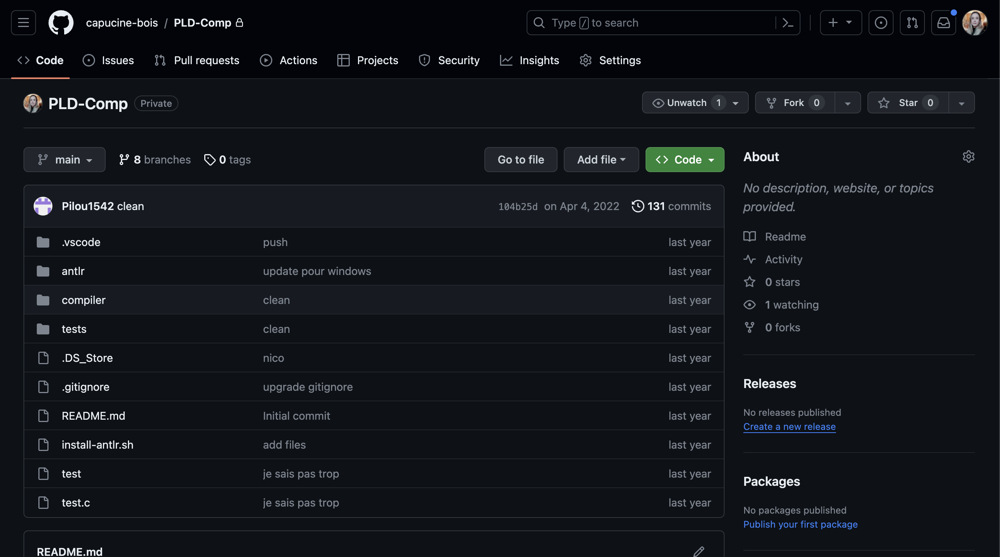 capucine-bois / PLD-Comp
Type / to search
Code Issues Pull requests Actions Projects Security Insights Settings
PLD-Comp Private
Unwatch 1 Fork 0 Star 0
main 8 branches 0 tags
Go to file Add file Code
Pilou1542 clean 104b25d on Apr 4, 2022 131 commits
.vscode push last year
antlr update pour windows last year
compiler clean last year
tests clean last year
.DS_Store nico last year
.gitignore upgrade gitignore last year
README.md Initial commit last year
install-antlr.sh add files last year
test je sais pas trop last year
test.c je sais pas trop last year
README.md
About
No description, website, or topics
provided.
Readme
Activity
0 stars
1 watching
0 forks
Releases
No releases published
Create a new release
Packages
No packages published
Publish your first package